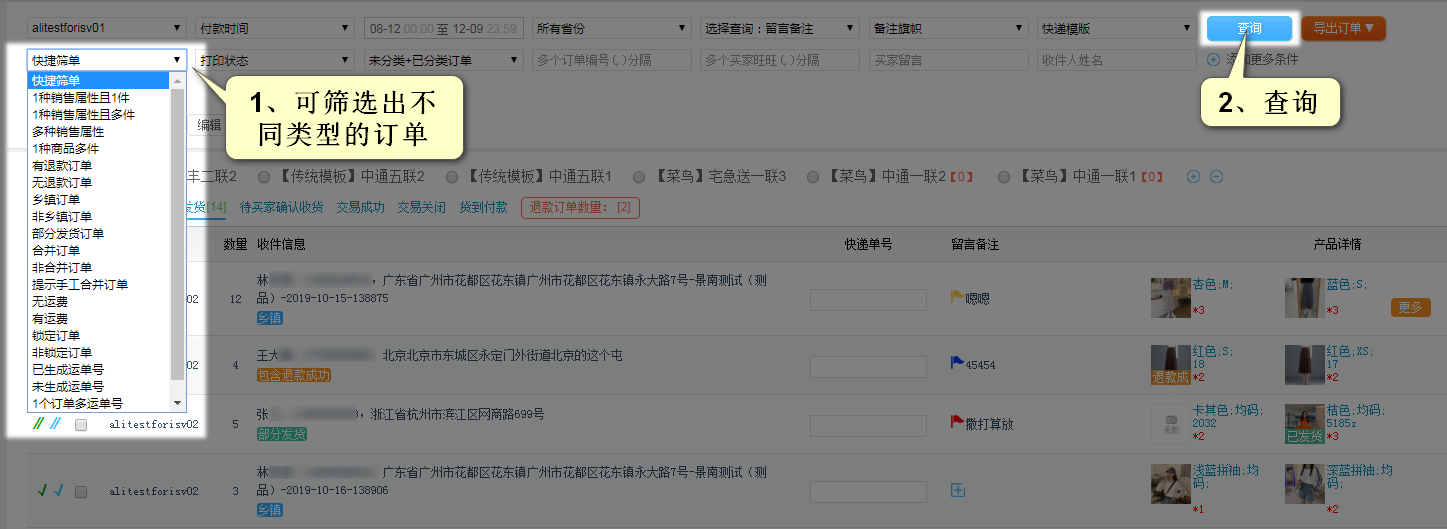 alitestforisv01 付款时间 08-12 00:00 至 12-09 23:59 所有省份 选择查询：留言备注 备注旗帜 快递模版 查询 导出订单▼
快捷筛单 打印状态 未分类+已分类订单 多个订单编号(,)分隔 多个买家旺旺(,)分隔 买家留言 收件人姓名 添加更多条件
快捷筛单
1种销售属性且1件
1种销售属性且多件
多种销售属性
1种商品多件
有退款订单
无退款订单
乡镇订单
非乡镇订单
部分发货订单
合并订单
非合并订单
提示手工合并订单
无运费
有运费
锁定订单
非锁定订单
已生成运单号
未生成运单号
1个订单多运单号
1、可筛选出不
同类型的订单
2、查询
编辑
丰二联2 【传统模板】中通五联2 【传统模板】中通五联1 【菜鸟】宅急送一联3 【菜鸟】中通一联2【0】 【菜鸟】中通一联1【0】
发货[14] 待买家确认收货 交易成功 交易关闭 货到付款 退款订单数量： [2]
数量 收件信息 快递单号 留言备注 产品详情
02 12 林 ，广东省广州市花都区花东镇广州市花都区花东镇永大路7号-景南测试（测
品）-2019-10-15-138875
乡镇
嗯嗯
杏色;M;
*3
蓝色;S;
*3
更多
02 4 王大 北京北京市东城区永定门外街道北京的这个屯
包含退款成功
45454
红色;S;
18
退款成 *2
红色;XS;
17
*2
alitestforisv02 5 张 ，浙江省杭州市滨江区网商路699号
部分发货
撒打算放
无图
卡其色;均码;
2032
*2
桔色;均码;
5185z
已发货 *3
alitestforisv02 3 林 ，广东省广州市花都区花东镇广州市花都区花东镇永大路7号-景南测试（测
品）-2019-10-16-138906
乡镇
浅蓝拼袖;均
码;
*1
深蓝拼袖;均
码;
*2